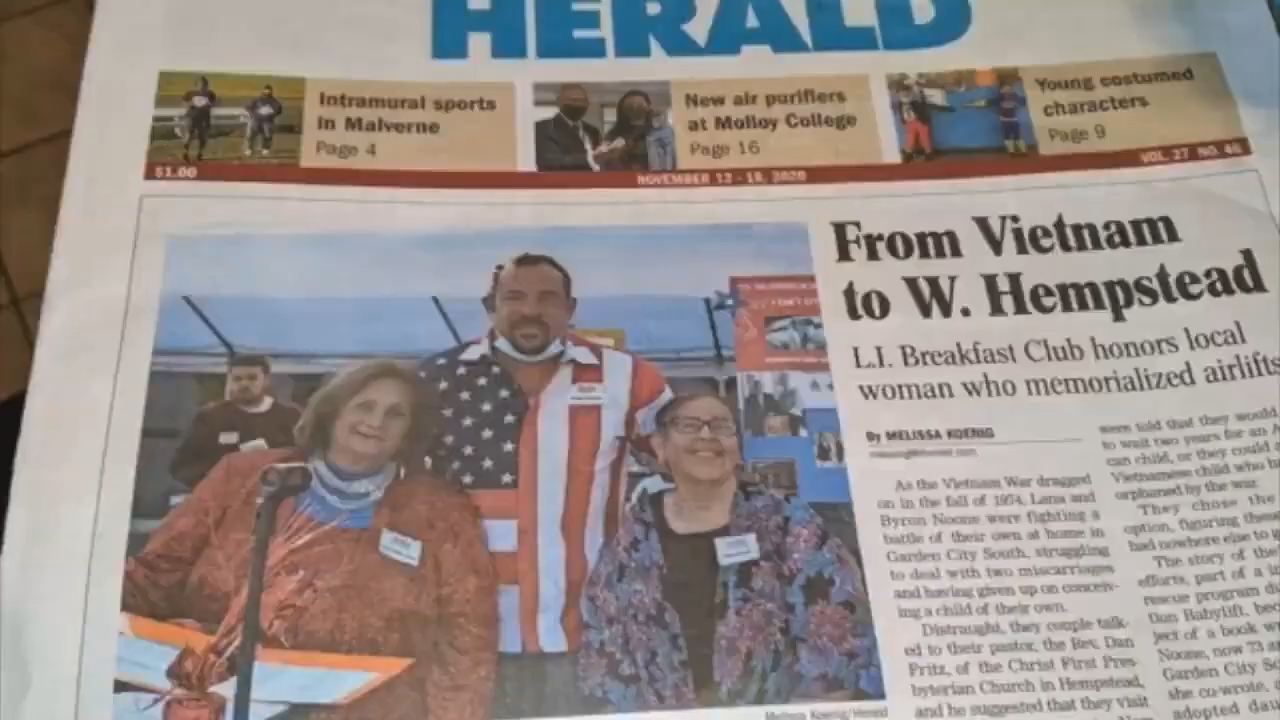 HERALD
Intramural sports
in Malverne
Page 4
New air purifiers
at Molloy College
Page 16
Young costumed
characters
Page 9
$1.00
NOVEMBER 12 - 18, 2020
VOL. 27 NO. 46
From Vietnam
to W. Hempstead
L.I. Breakfast Club honors local
woman who memorialized airlifts
By MELISSA KOENIG
As the Vietnam War dragged
on in the fall of 1974, Lana and
Byron Noone were fighting a
battle of their own at home in
Garden City South, struggling
to deal with two miscarriages
and having given up on conceiv-
ing a child of their own.
Distraught, they couple talk-
ed to their pastor, the Rev. Dan
Pritz, of the Christ First Pres-
byterian Church in Hempstead,
and he suggested that they visit
were told that they would
to wait two years for an A
can child, or they could
Vietnamese child who
orphaned by the war.
They chose the
option, figuring these
had nowhere else to
The story of the
efforts, part of a
rescue program
tion Babylift, bec
ject of a book
Noone, now 73
Garden City So
she co-wrote,
adopted dau
Melissa Koenig/Herald